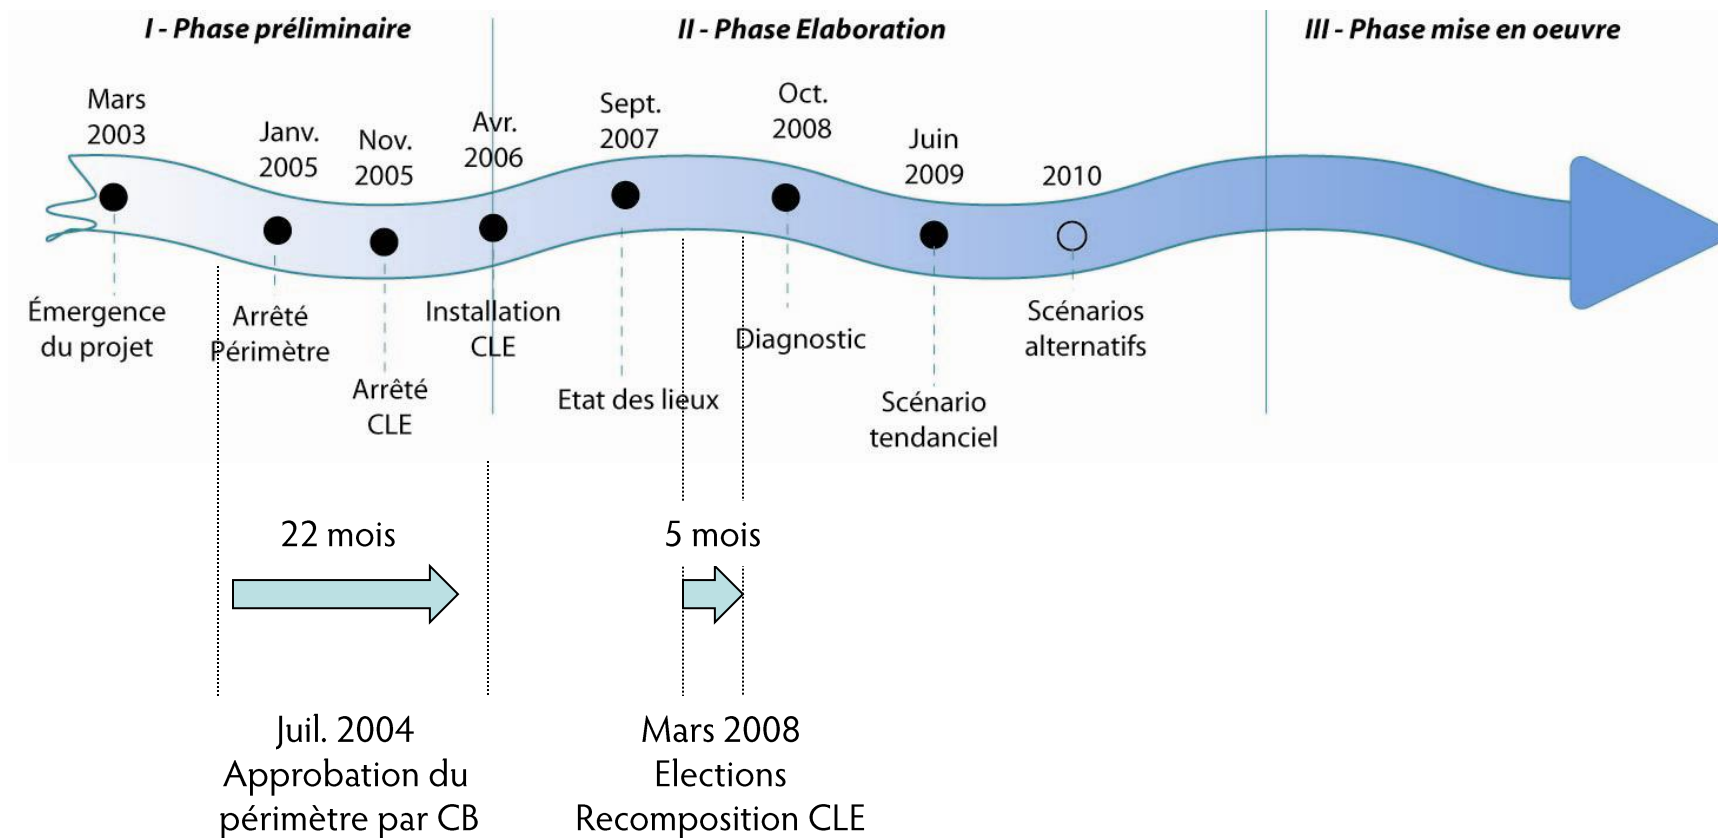 I - Phase préliminaire
II - Phase Elaboration
III - Phase mise en oeuvre
Mars
2003
Janv.
2005
Nov.
2005
Avr.
2006
Sept.
2007
Oct.
2008
Juin
2009
2010
Émergence
du projet
Arrêté
Périmètre
Arrêté
CLE
Installation
CLE
Etat des lieux
Diagnostic
Scénario
tendanciel
Scénarios
alternatifs
22 mois
5 mois
Juil. 2004
Approbation du
périmètre par CB
Mars 2008
Elections
Recomposition CLE